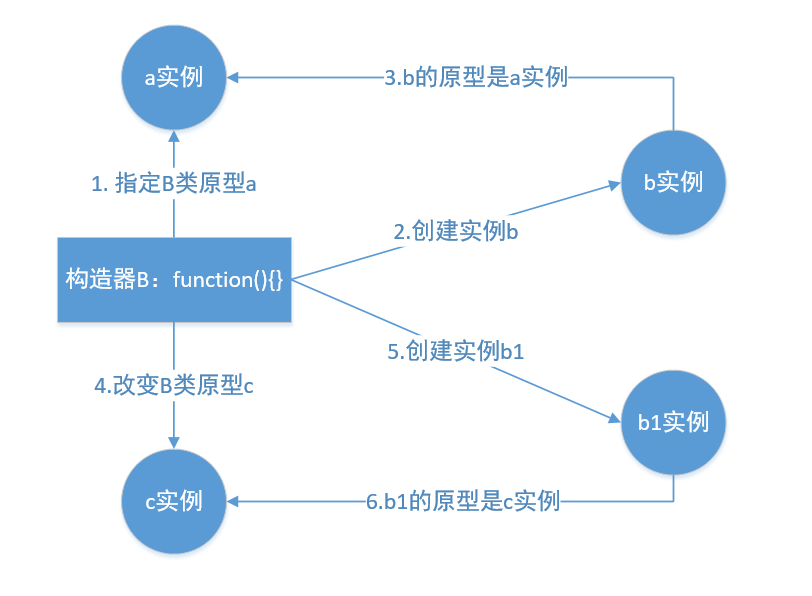 a实例
3.b的原型是a实例
1. 指定B类原型a
b实例
2.创建实例b
构造器B：function(){}
5.创建实例b1
4.改变B类原型c
b1实例
c实例
6.b1的原型是c实例